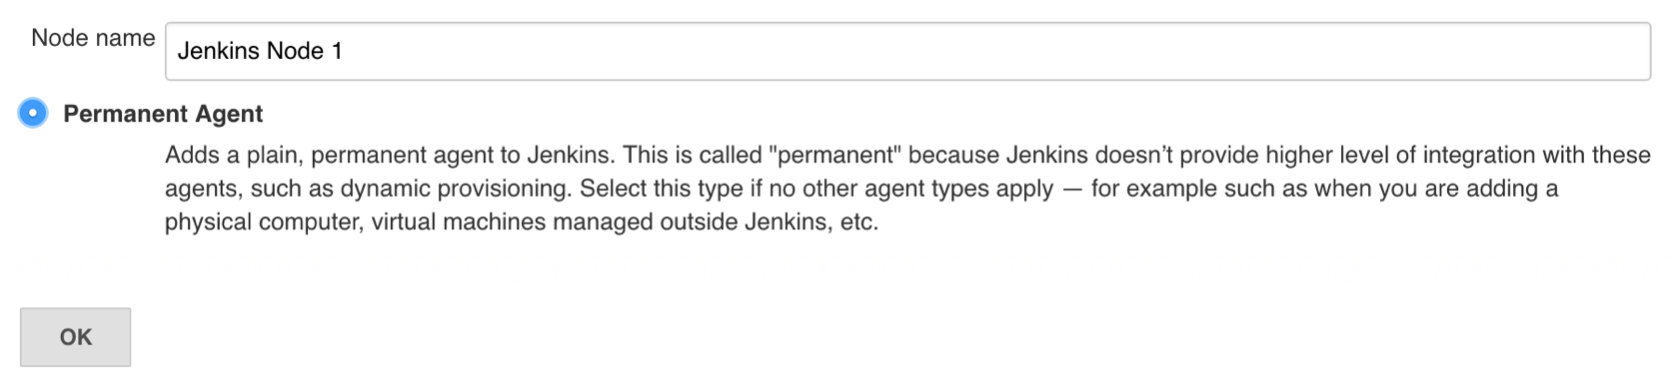 Node name
Jenkins Node 1
Permanent Agent
Adds a plain, permanent agent to Jenkins. This is called "permanent" because Jenkins doesn’t provide higher level of integration with these
agents, such as dynamic provisioning. Select this type if no other agent types apply — for example such as when you are adding a
physical computer, virtual machines managed outside Jenkins, etc.
OK